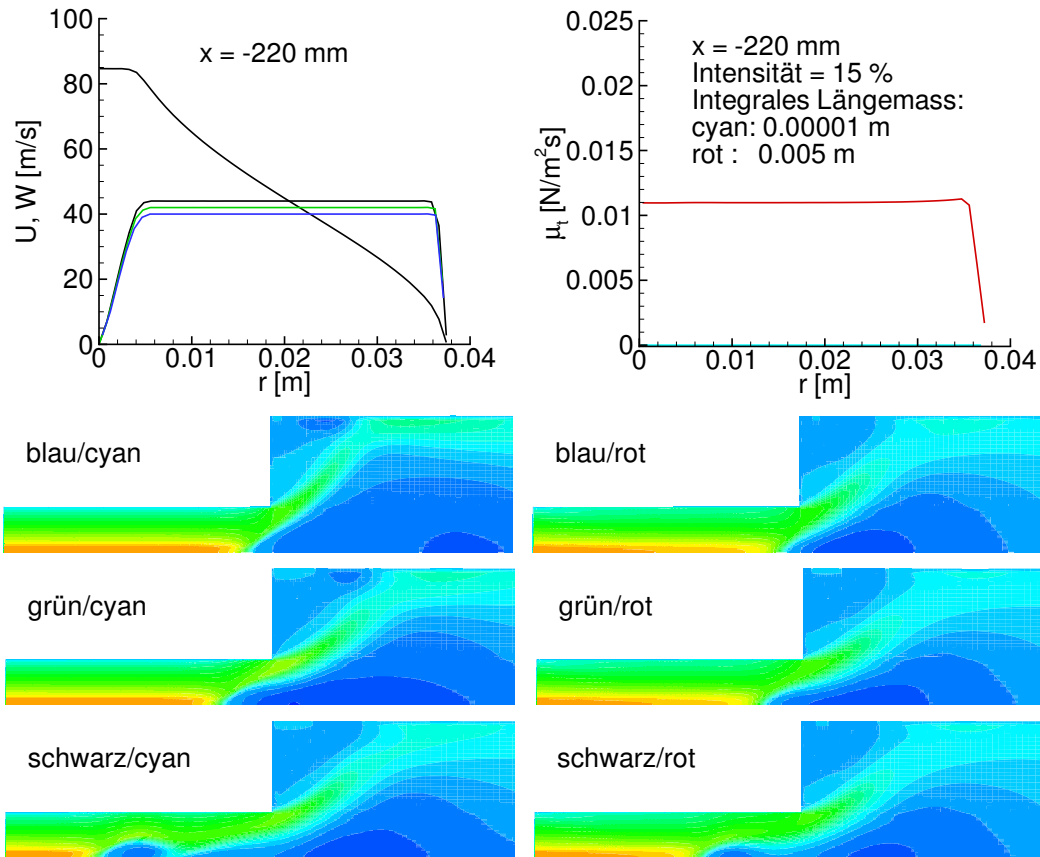 100
80
60
40
20
0
U, W [m/s]
x = -220 mm
0
0.01
0.02
0.03
0.04
r [m]
0.025
0.02
0.015
0.01
0.005
0
μt [N/m²s]
x = -220 mm
Intensität = 15 %
Integrales Längemass:
cyan: 0.00001 m
rot : 0.005 m
0
0.01
0.02
0.03
0.04
r [m]
blau/cyan
blau/rot
grün/cyan
grün/rot
schwarz/cyan
schwarz/rot